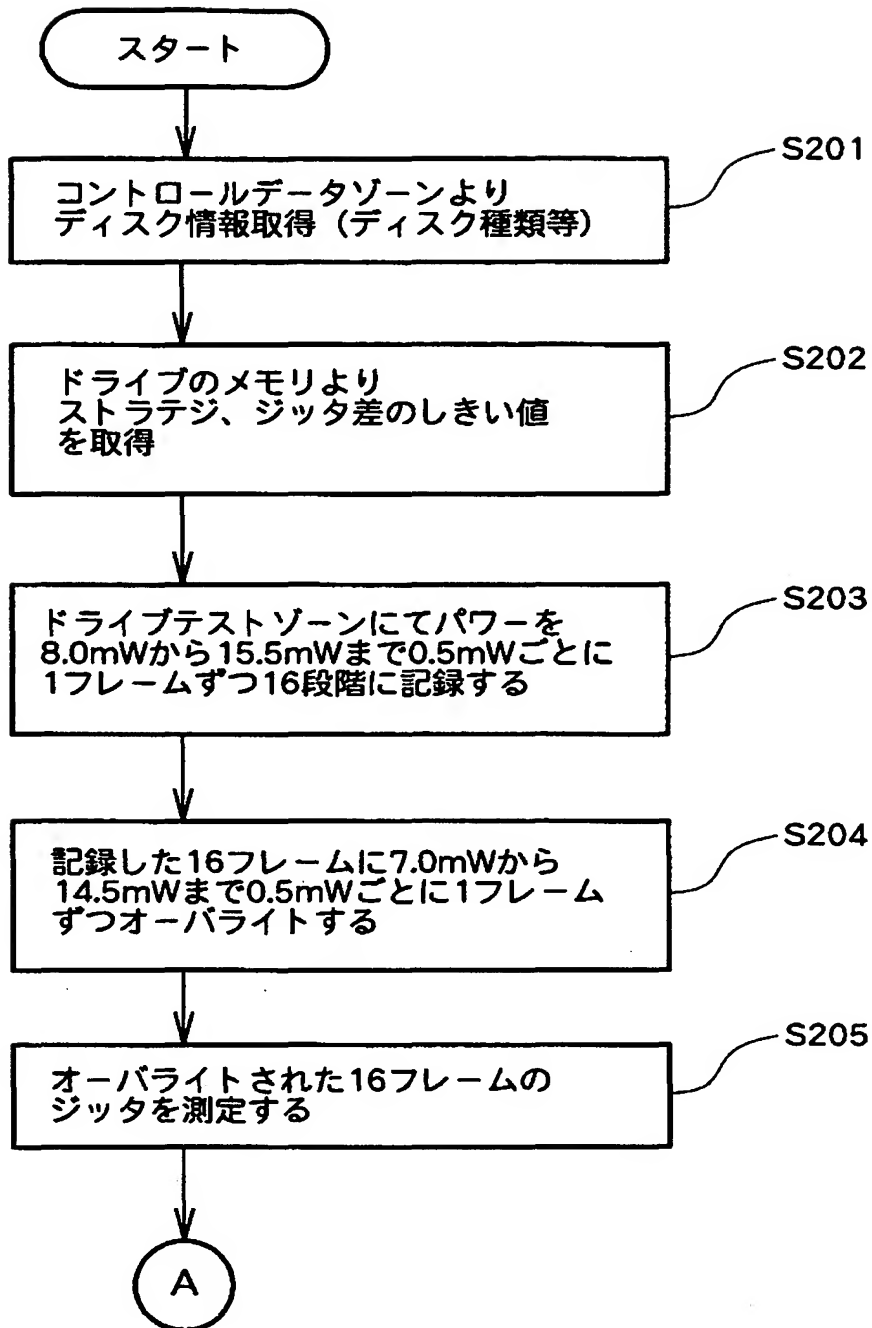 スタート
S201
コントロールデータゾーンより
ディスク情報取得（ディスク種類等）
S202
ドライブのメモリより
ストラテジ、ジッタ差のしきい値
を取得
S203
ドライブテストゾーンにてパワーを
8.0mWから15.5mWまで0.5mWごとに
1フレームずつ16段階に記録する
S204
記録した16フレームに7.0mWから
14.5mWまで0.5mWごとに1フレーム
ずつオーバライトする
S205
オーバライトされた16フレームの
ジッタを測定する
A